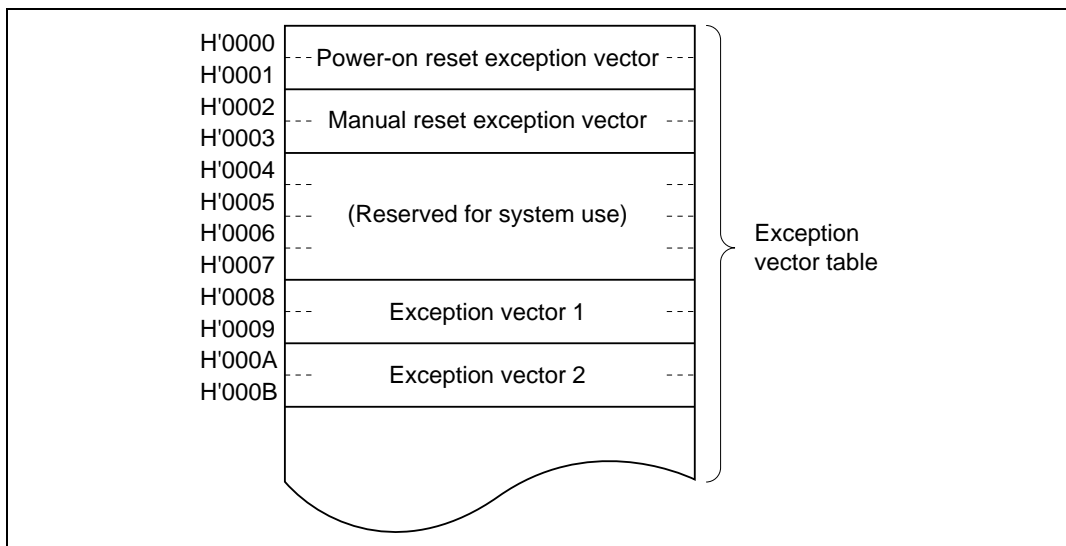 H'0000
Power-on reset exception vector
H'0001
H'0002
Manual reset exception vector
H'0003
H'0004
H'0005
(Reserved for system use)
H'0006
H'0007
H'0008
Exception vector 1
H'0009
H'000A
Exception vector 2
H'000B
Exception
vector table